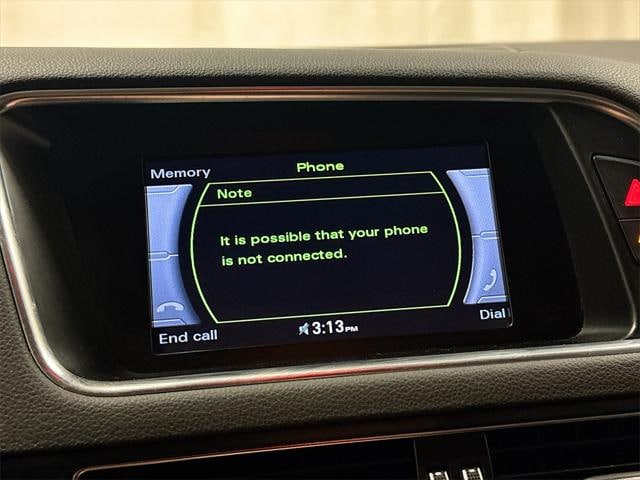 Memory
Phone
Note
It is possible that your phone
is not connected.
3:13PM
End call
Dial